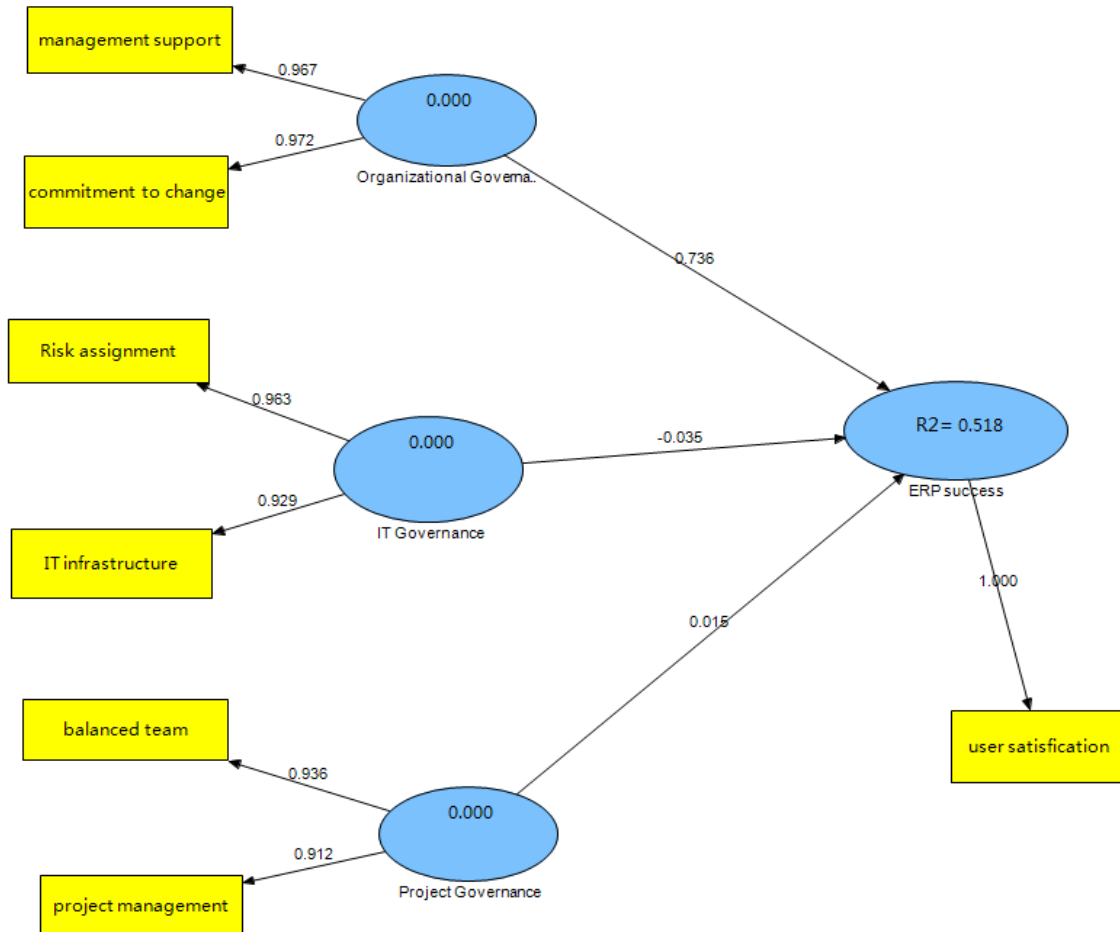 management support
0.967
0.000
0.972
commitment to change
Organizational Governa..
0.736
Risk assignment
0.963
0.000
-0.035
R2= 0.518
ERP success
0.929
IT Governance
IT infrastructure
1.000
0.015
balanced team
user satisfication
0.936
0.000
0.912
Project Governance
project management